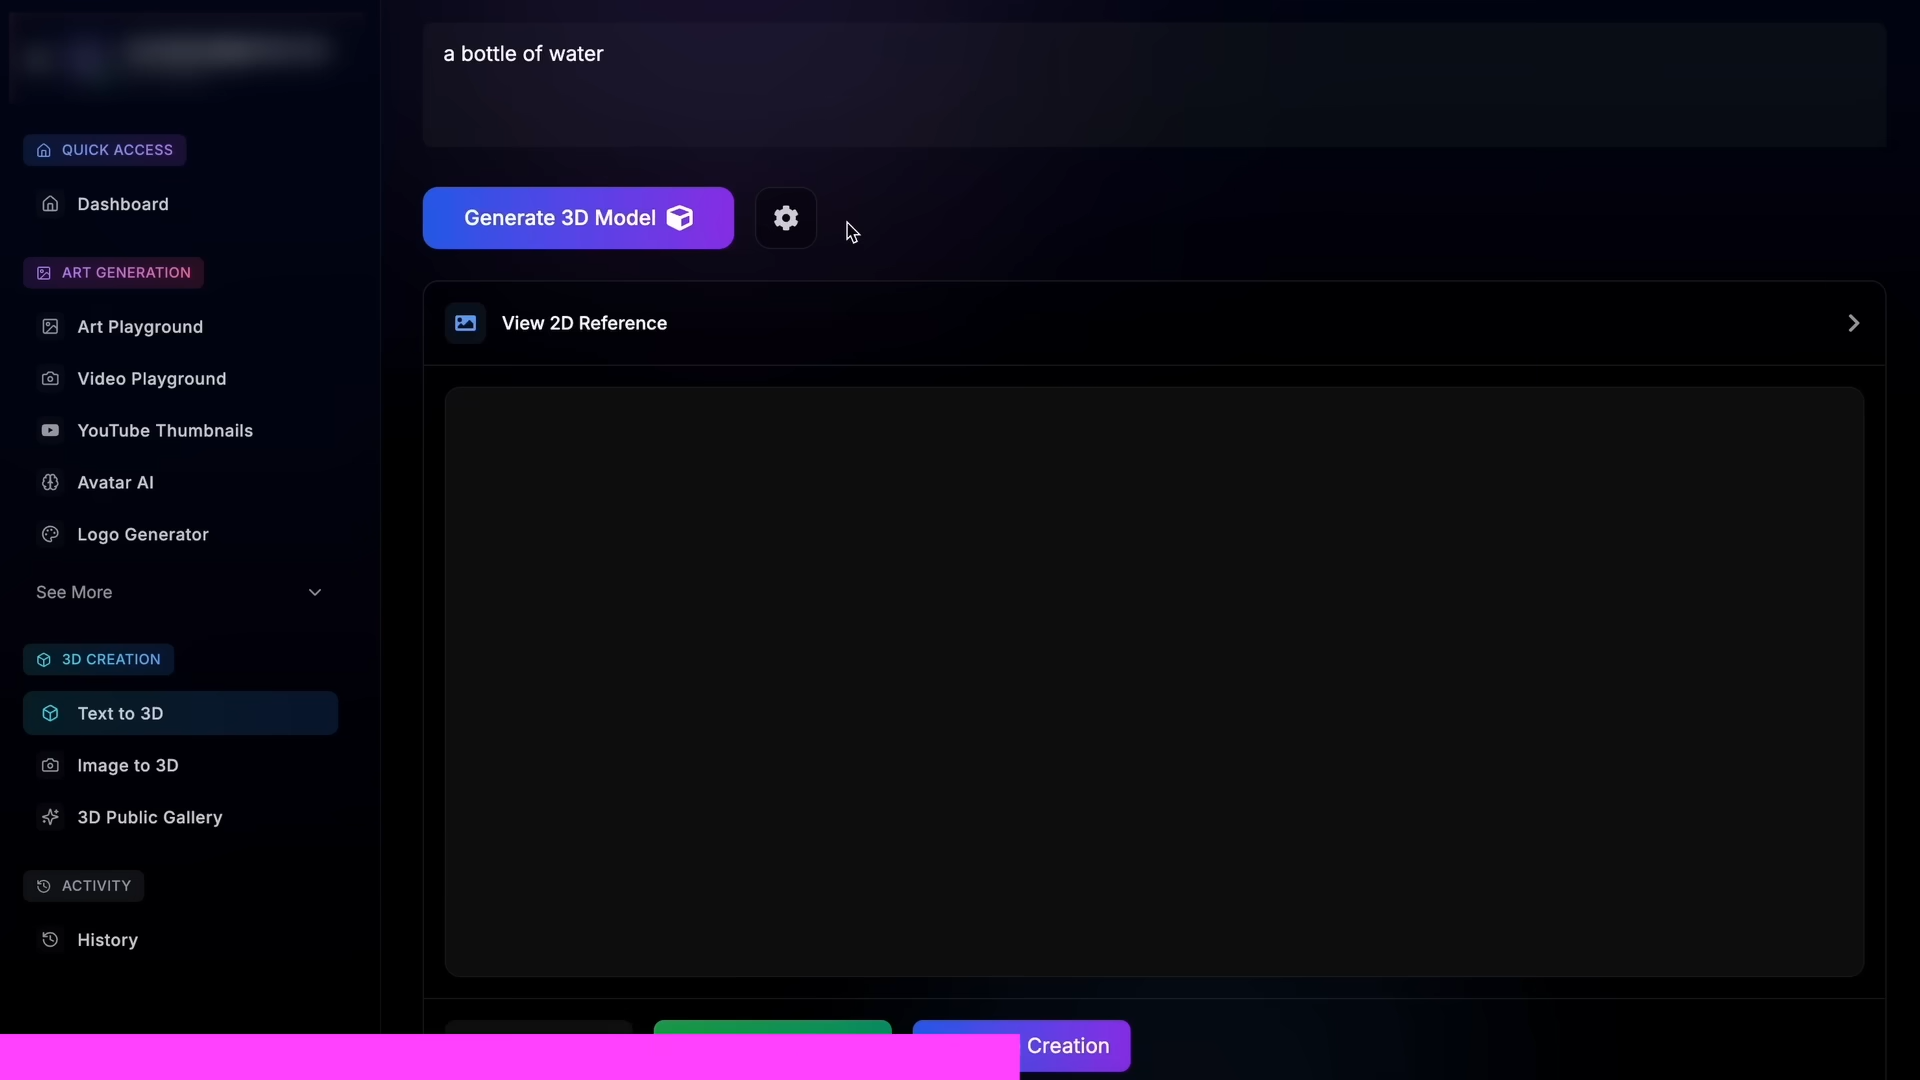 a bottle of water
QUICK ACCESS
Dashboard
Generate 3D Model
ART GENERATION
Art Playground
View 2D Reference
Video Playground
YouTube Thumbnails
Avatar AI
Logo Generator
See More
3D CREATION
Text to 3D
Image to 3D
3D Public Gallery
ACTIVITY
History
Creation